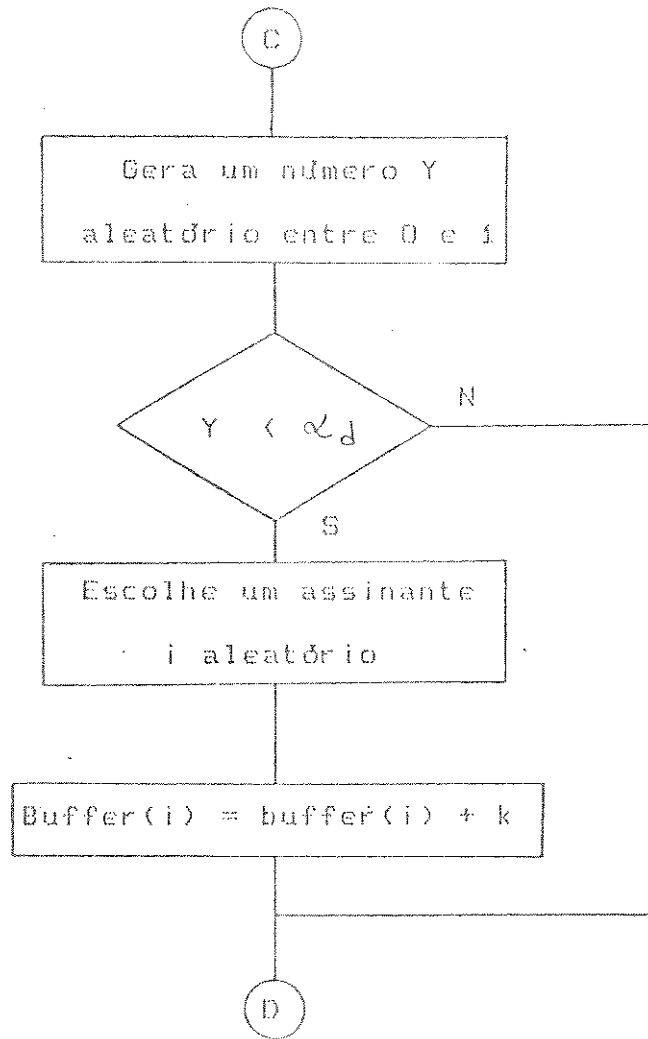 C
Gera um número Y
aleatório entre 0 e 1
Y < αd
N
S
Escolhe um assinante
i aleatório
Buffer(i) = buffer(i) + k
D